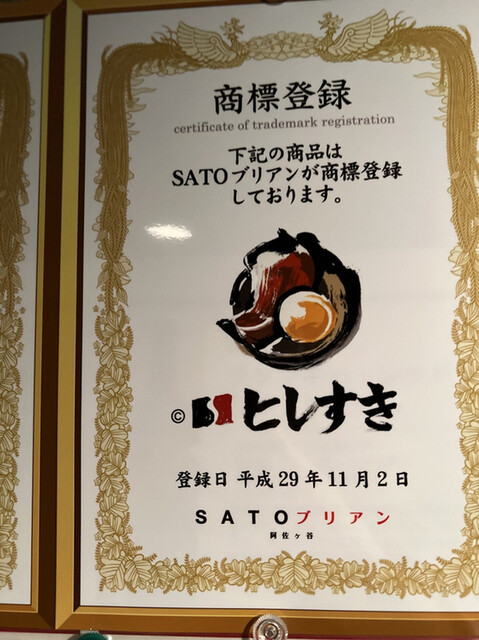 商標登録
certificate of trademark registration
下記の商品は
SATOブリアンが商標登録
しております。
© ヒレすき
登録日 平成29年11月2日
SATOブリアン
阿佐ヶ谷